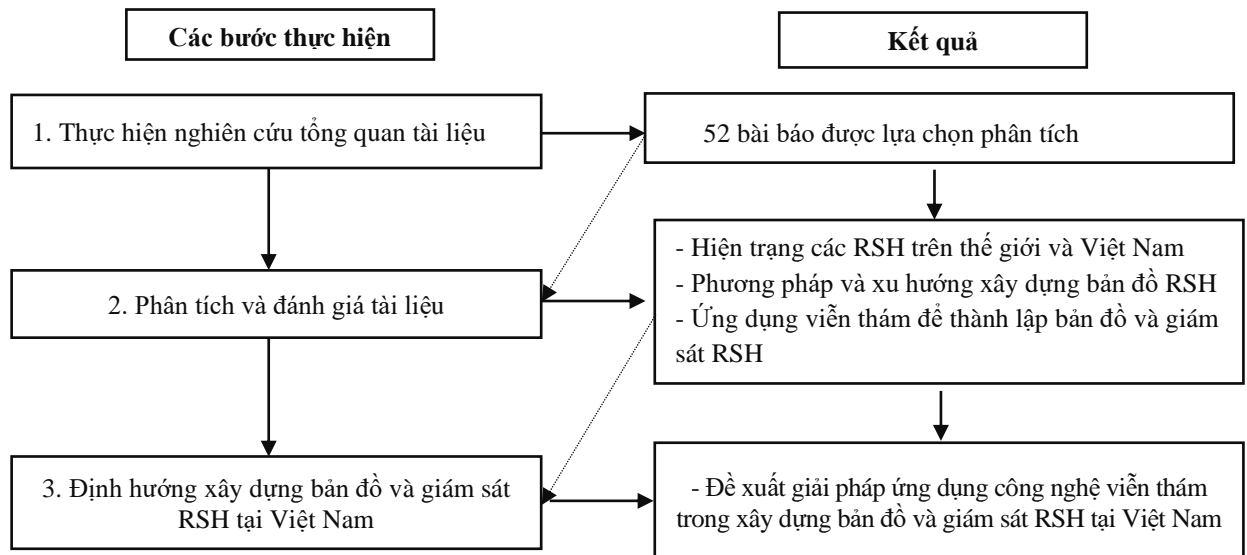 Các bước thực hiện
Kết quả
1. Thực hiện nghiên cứu tổng quan tài liệu
52 bài báo được lựa chọn phân tích
2. Phân tích và đánh giá tài liệu
- Hiện trạng các RSH trên thế giới và Việt Nam
- Phương pháp và xu hướng xây dựng bản đồ RSH
- Ứng dụng viễn thám để thành lập bản đồ và giám
sát RSH
3. Định hướng xây dựng bản đồ và giám sát
RSH tại Việt Nam
- Đề xuất giải pháp ứng dụng công nghệ viễn thám
trong xây dựng bản đồ và giám sát RSH tại Việt Nam